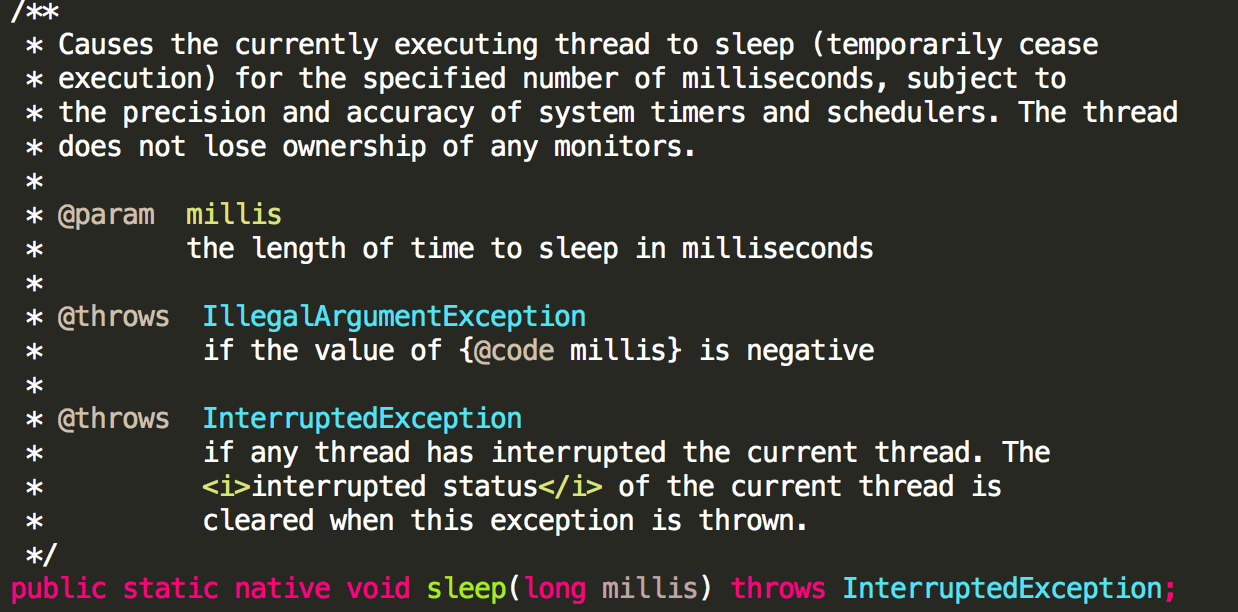 /**
 * Causes the currently executing thread to sleep (temporarily cease
 * execution) for the specified number of milliseconds, subject to
 * the precision and accuracy of system timers and schedulers. The thread
 * does not lose ownership of any monitors.
 *
 * @param  millis
 *         the length of time to sleep in milliseconds
 *
 * @throws  IllegalArgumentException
 *          if the value of {@code millis} is negative
 *
 * @throws  InterruptedException
 *          if any thread has interrupted the current thread. The
 *          <i>interrupted status</i> of the current thread is
 *          cleared when this exception is thrown.
 */
public static native void sleep(long millis) throws InterruptedException;